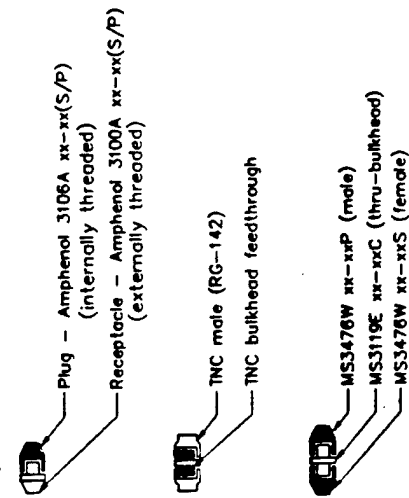 Plug – Amphenol 3106A xx-xx(S/P)
(internally threaded)
Receptacle – Amphenol 3100A xx-xx(S/P)
(externally threaded)
TNC male (RG-142)
TNC bulkhead feedthrough
MS3476W xx-xxP (male)
MS3119E xx-xxC (thru-bulkhead)
MS3476W xx-xxS (female)